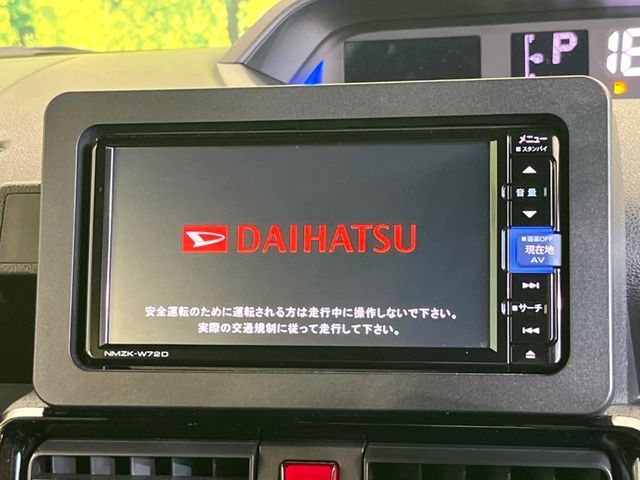 P
18
メニュー
■ スタンバイ
音量
DAIHATSU
■画面OFF
現在地
AV
安全運転のために運転される方は走行中に操作しないで下さい。
■サーチ
実際の交通規制に従って走行して下さい。
NMZK-W72D